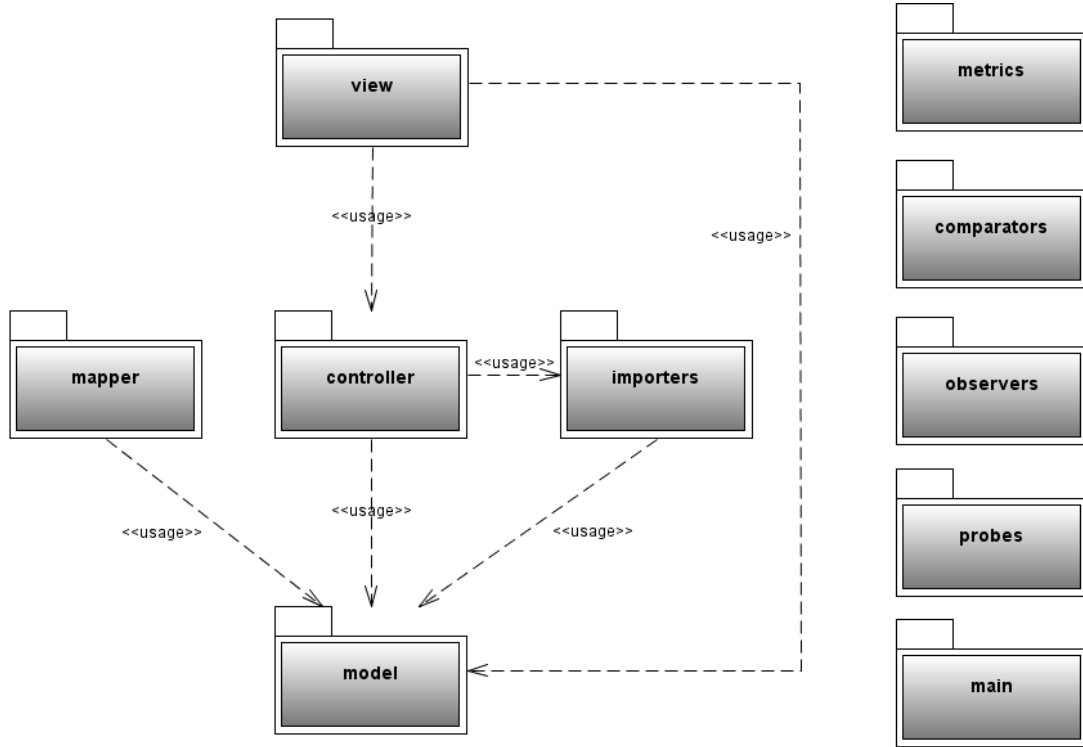 view
metrics
<<usage>>
<<usage>>
comparators
mapper
controller
<<usage>>
importers
observers
<<usage>>
<<usage>>
<<usage>>
probes
model
main